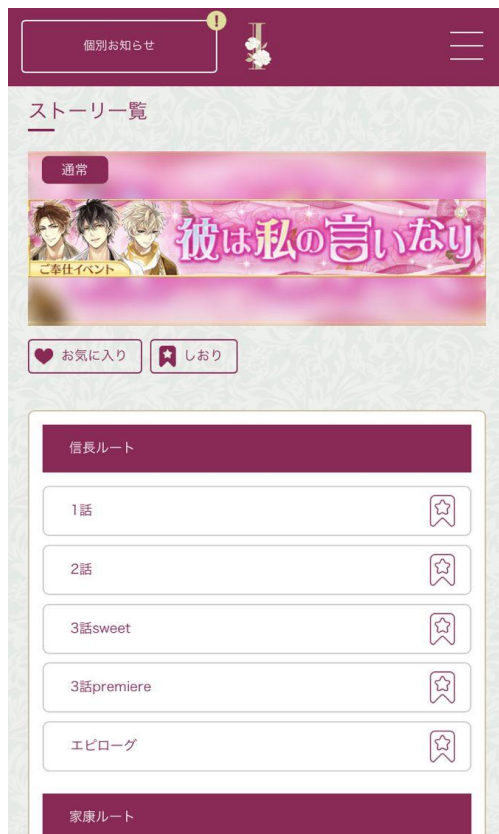 個別お知らせ
!
ストーリー覧
通常
彼は私の言いなり
ご奉仕イベント
お気に入り
しおり
信長ルート
1話
2話
3話sweet
3話premiere
エピローグ
家康ルート